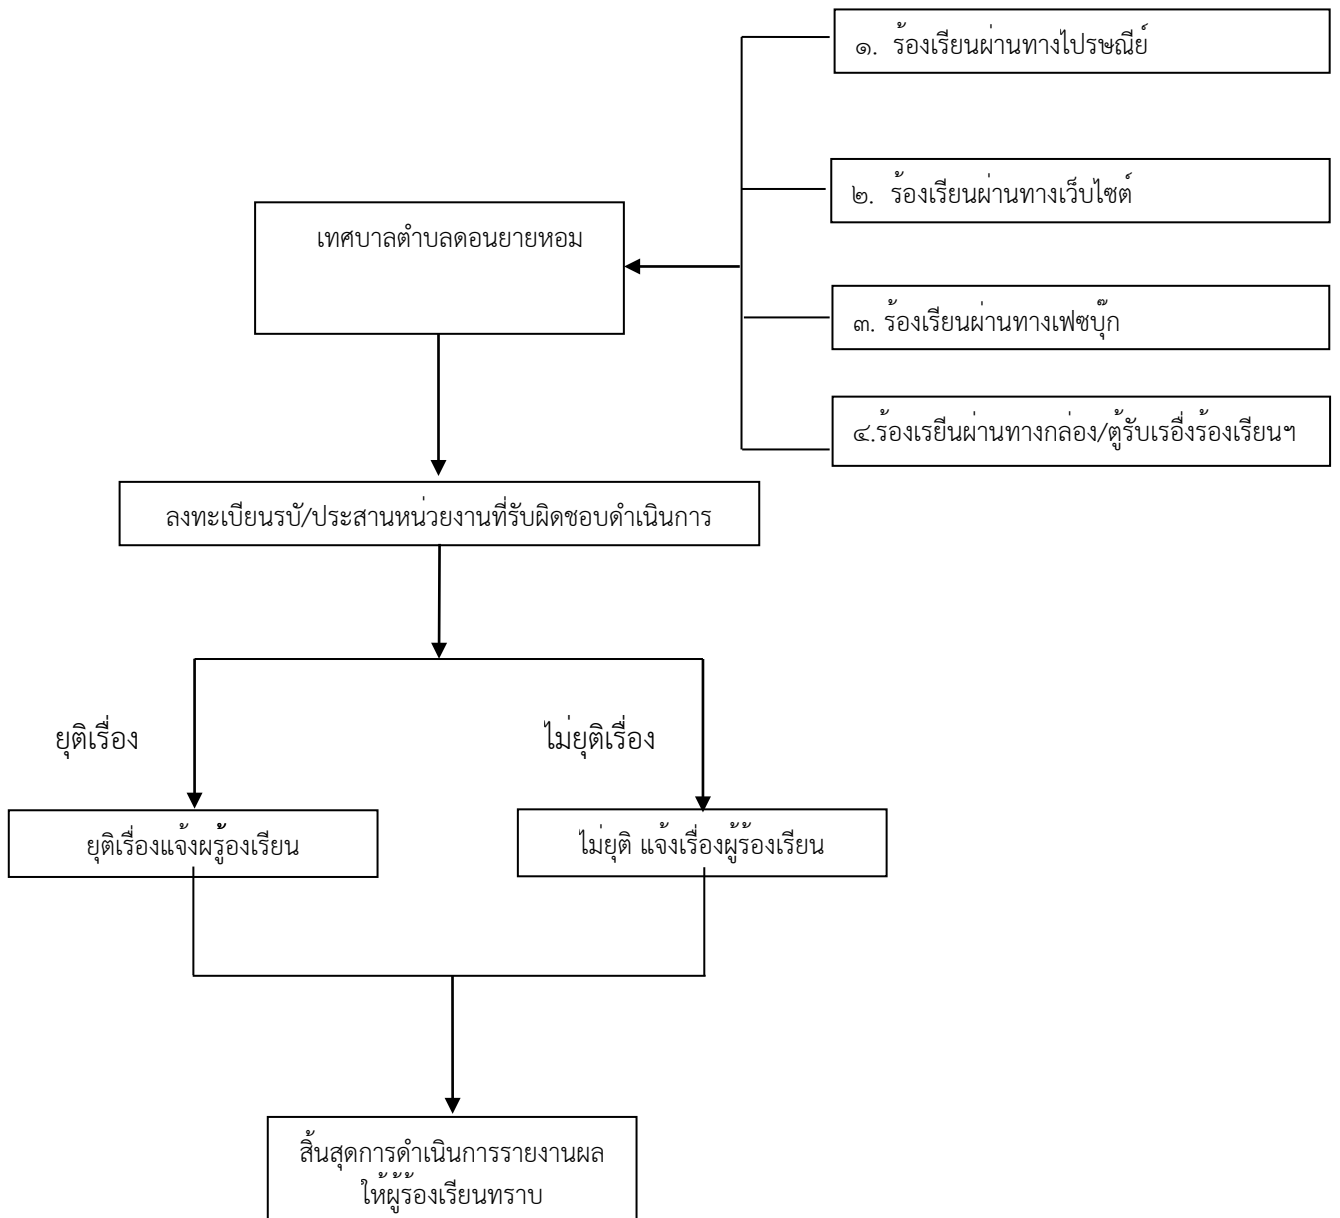 ๑. ร้องเรียนผ่านทางไปรษณีย์
๒. ร้องเรียนผ่านทางเว็บไซต์
เทศบาลตำบลดอนยายหอม
๓. ร้องเรียนผ่านทางเฟซบุ๊ก
๔.ร้องเรยีนผ่านทางกล่อง/ตู้รับเรอื่งร้องเรียนฯ
ลงทะเบียนรบั/ประสานหน่วยงานที่รับผิดชอบดำเนินการ
ยุติเรื่อง
ไม่ยุติเรื่อง
ยุติเรื่องแจ้งผรู้้องเรียน
ไม่ยุติ แจ้งเรื่องผู้ร้องเรียน
สิ้นสุดการดำเนินการรายงานผล
ให้ผู้ร้องเรียนทราบ